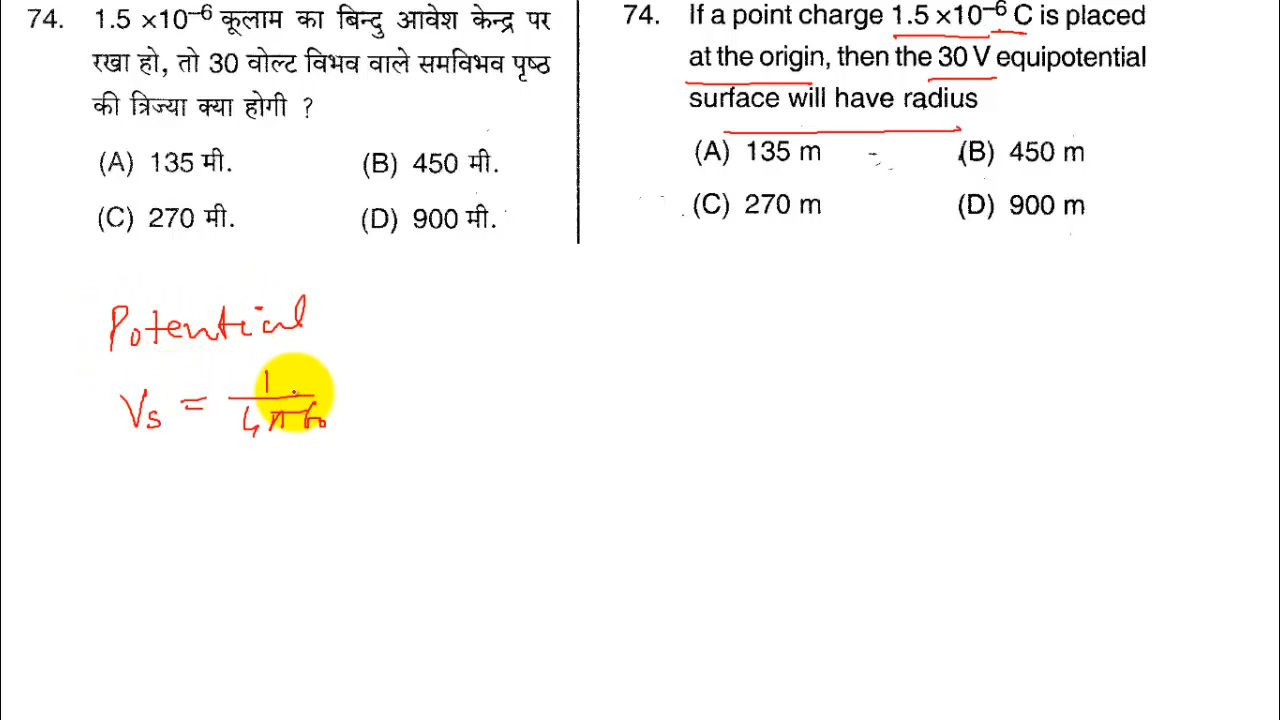 74. 1.5 ×10⁻⁶ कूलाम का बिन्दु आवेश केन्द्र पर
रखा हो, तो 30 वोल्ट विभव वाले समविभव पृष्ठ
की त्रिज्या क्या होगी ?
(A) 135 मी. (B) 450 मी.
(C) 270 मी. (D) 900 मी.
74. If a point charge 1.5 ×10⁻⁶ C is placed
at the origin, then the 30 V equipotential
surface will have radius
(A) 135 m (B) 450 m
(C) 270 m (D) 900 m
Potential
Vs = 1
4π€₀